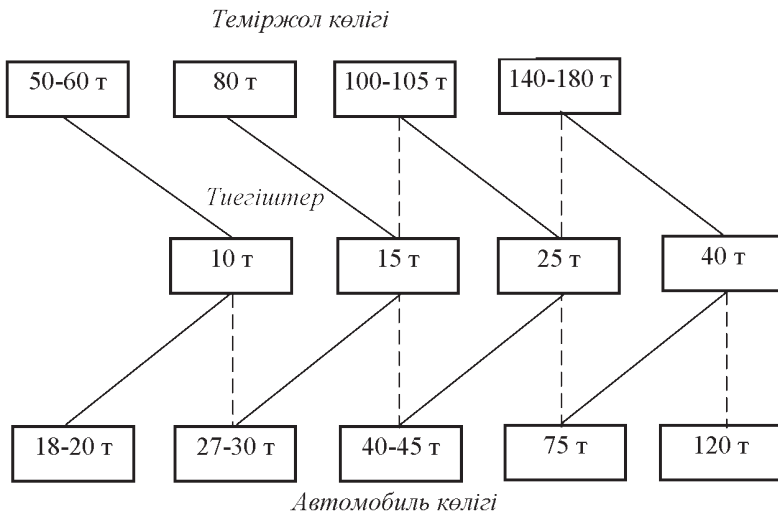 Теміржол көлігі
50-60 т 80 т 100-105 т 140-180 т
Тиегіштер
10 т 15 т 25 т 40 т
18-20 т 27-30 т 40-45 т 75 т 120 т
Автомобиль көлігі